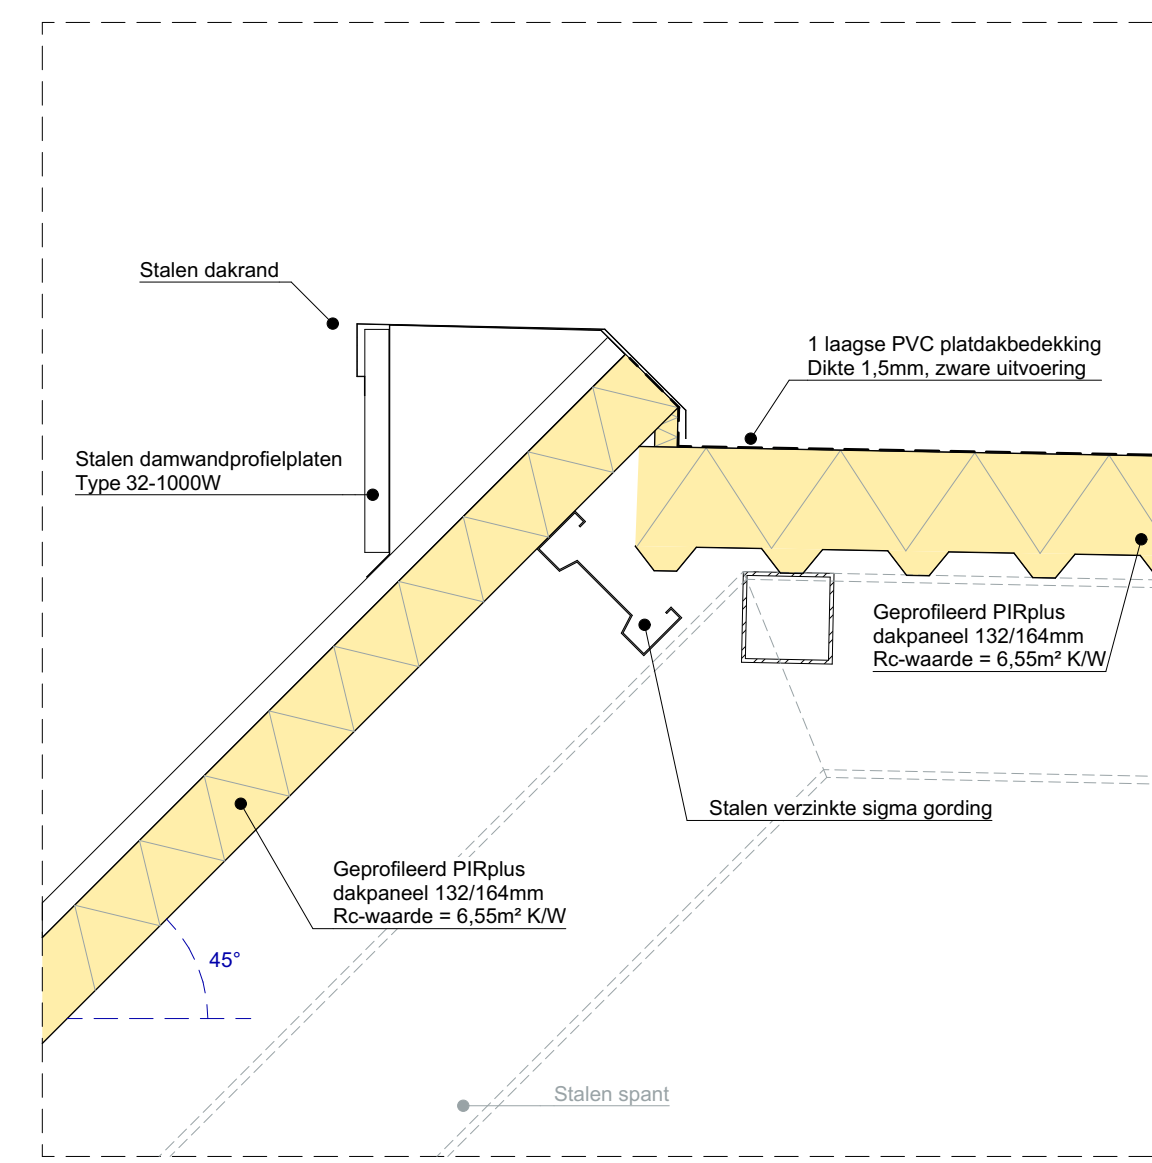 Stalen dakrand
1 laagse PVC platdakbedekking
Dikte 1,5mm, zware uitvoering
Stalen damwandprofielplaten
Type 32-1000W
Geprofileerd PIRplus
dakpaneel 132/164mm
Rc-waarde = 6,55m² K/W
Stalen verzinkte sigma gording
Geprofileerd PIRplus
dakpaneel 132/164mm
Rc-waarde = 6,55m² K/W
45°
Stalen spant